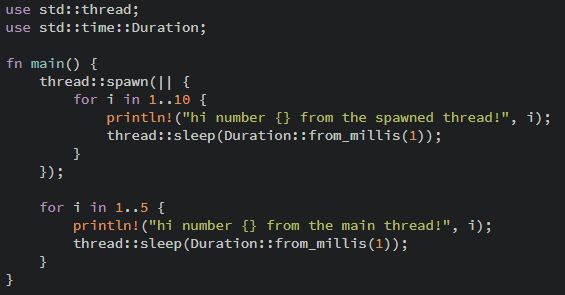 use std::thread;
use std::time::Duration;

fn main() {
    thread::spawn(|| {
        for i in 1..10 {
            println!("hi number {} from the spawned thread!", i);
            thread::sleep(Duration::from_millis(1));
        }
    });

    for i in 1..5 {
        println!("hi number {} from the main thread!", i);
        thread::sleep(Duration::from_millis(1));
    }
}